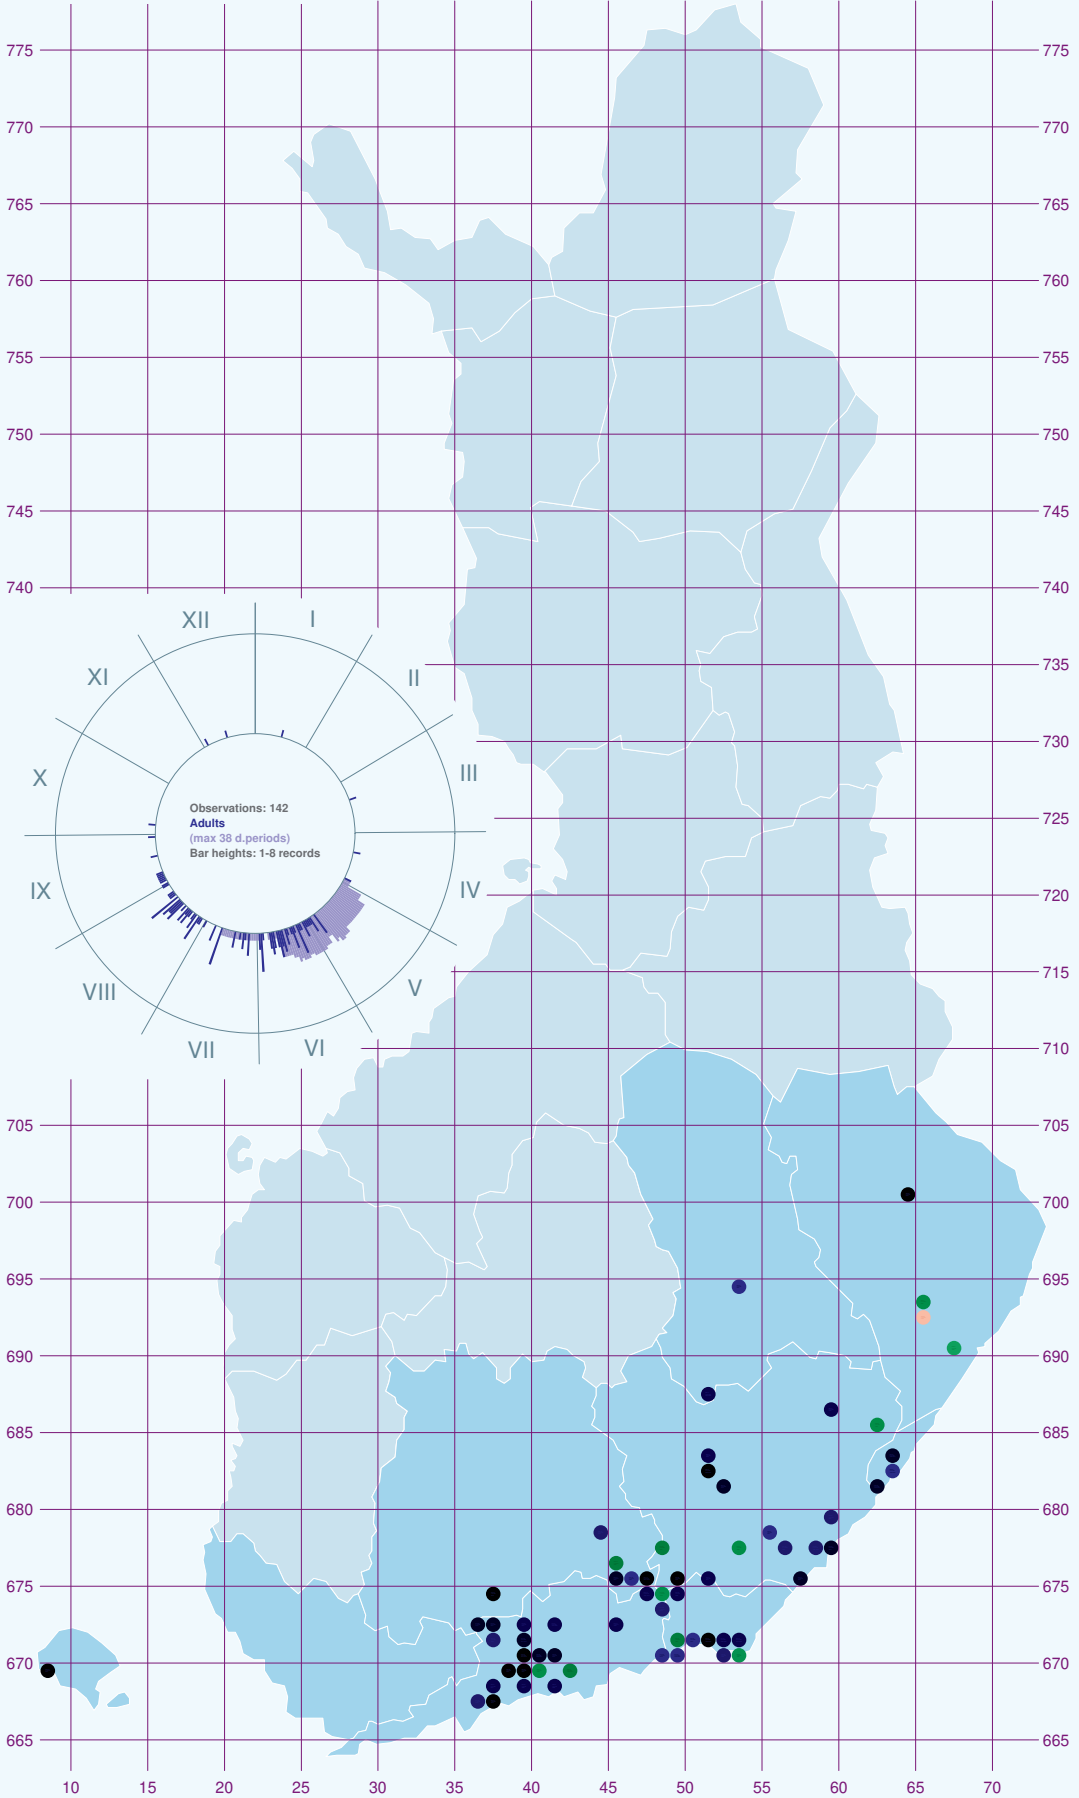 775 775
770 770
765 765
760 760
755 755
750 750
745 745
740 740
XII I
735 735
XI II
730 730
X III
Observations: 142
725 725
Adults
(max 38 d.periods)
Bar heights: 1-8 records
IX IV
720 720
VIII V
715 715
VII VI
710 710
705 705
700 700
695 695
690 690
685 685
680 680
675 675
670 670
665 665
10 15 20 25 30 35 40 45 50 55 60 65 70